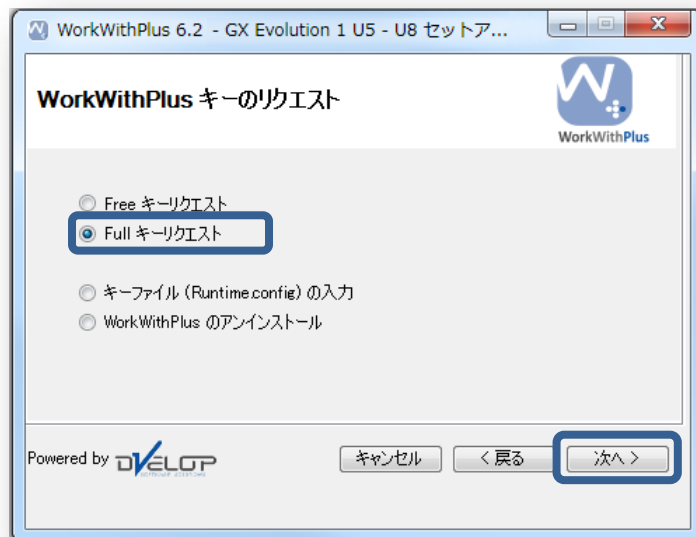 WorkWithPlus 6.2 - GX Evolution 1 U5 - U8 セットア...
WorkWithPlus キーのリクエスト
WorkWithPlus
Free キーリクエスト
Full キーリクエスト
キーファイル (Runtime.config) の入力
WorkWithPlus のアンインストール
Powered by DVELOP
キャンセル
< 戻る
次へ >